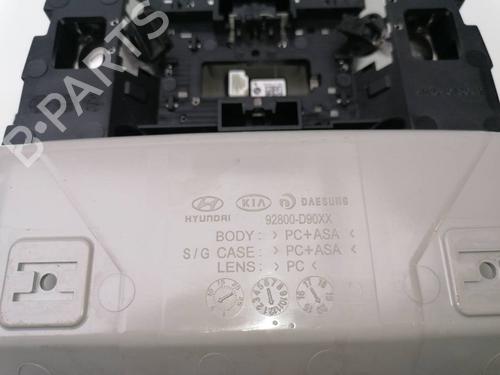 B-PARTS
HYUNDAI KIA DAESUNG
92800-D90XX
BODY : > PC+ASA <
S/G CASE : > PC+ASA <
LENS : > PC <